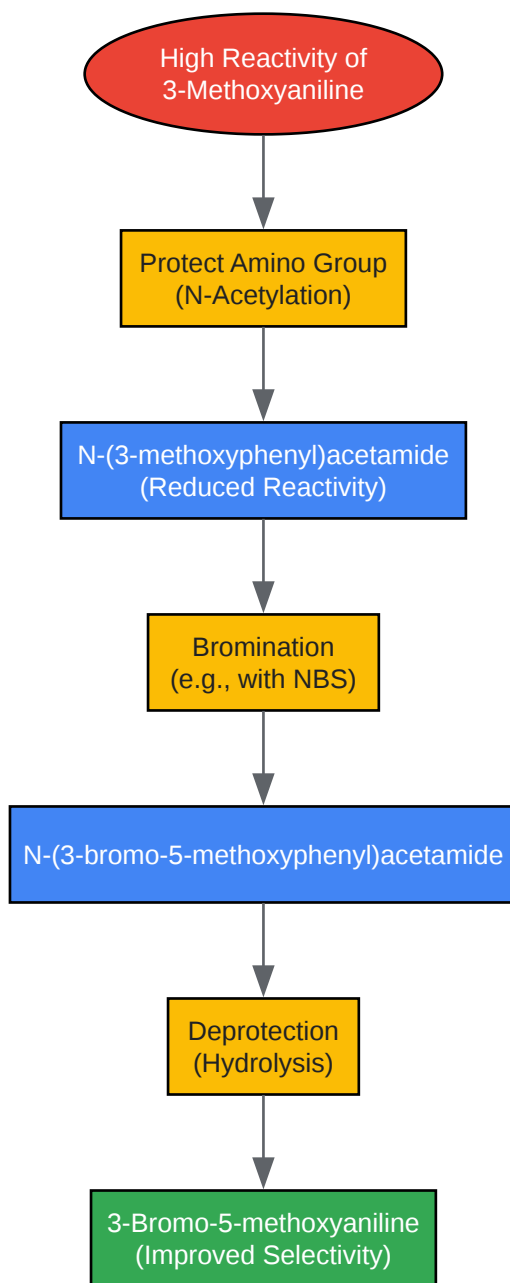 High Reactivity of
3-Methoxyaniline
Protect Amino Group
(N-Acetylation)
N-(3-methoxyphenyl)acetamide
(Reduced Reactivity)
Bromination
(e.g., with NBS)
N-(3-bromo-5-methoxyphenyl)acetamide
Deprotection
(Hydrolysis)
3-Bromo-5-methoxyaniline
(Improved Selectivity)